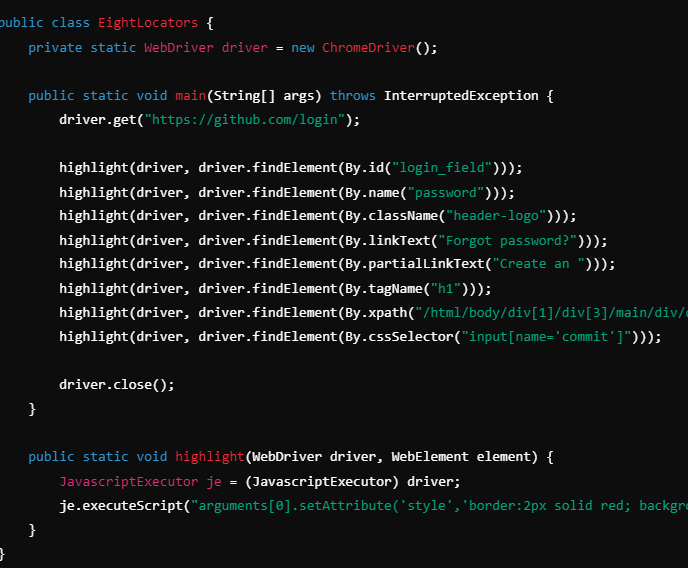 public class EightLocators {
    private static WebDriver driver = new ChromeDriver();

    public static void main(String[] args) throws InterruptedException {
        driver.get("https://github.com/login");

        highlight(driver, driver.findElement(By.id("login_field")));
        highlight(driver, driver.findElement(By.name("password")));
        highlight(driver, driver.findElement(By.className("header-logo")));
        highlight(driver, driver.findElement(By.linkText("Forgot password?")));
        highlight(driver, driver.findElement(By.partialLinkText("Create an ")));
        highlight(driver, driver.findElement(By.tagName("h1")));
        highlight(driver, driver.findElement(By.xpath("/html/body/div[1]/div[3]/main/div/
        highlight(driver, driver.findElement(By.cssSelector("input[name='commit']")));

        driver.close();
    }

    public static void highlight(WebDriver driver, WebElement element) {
        JavascriptExecutor je = (JavascriptExecutor) driver;
        je.executeScript("arguments[0].setAttribute('style','border:2px solid red; backgro
    }
}